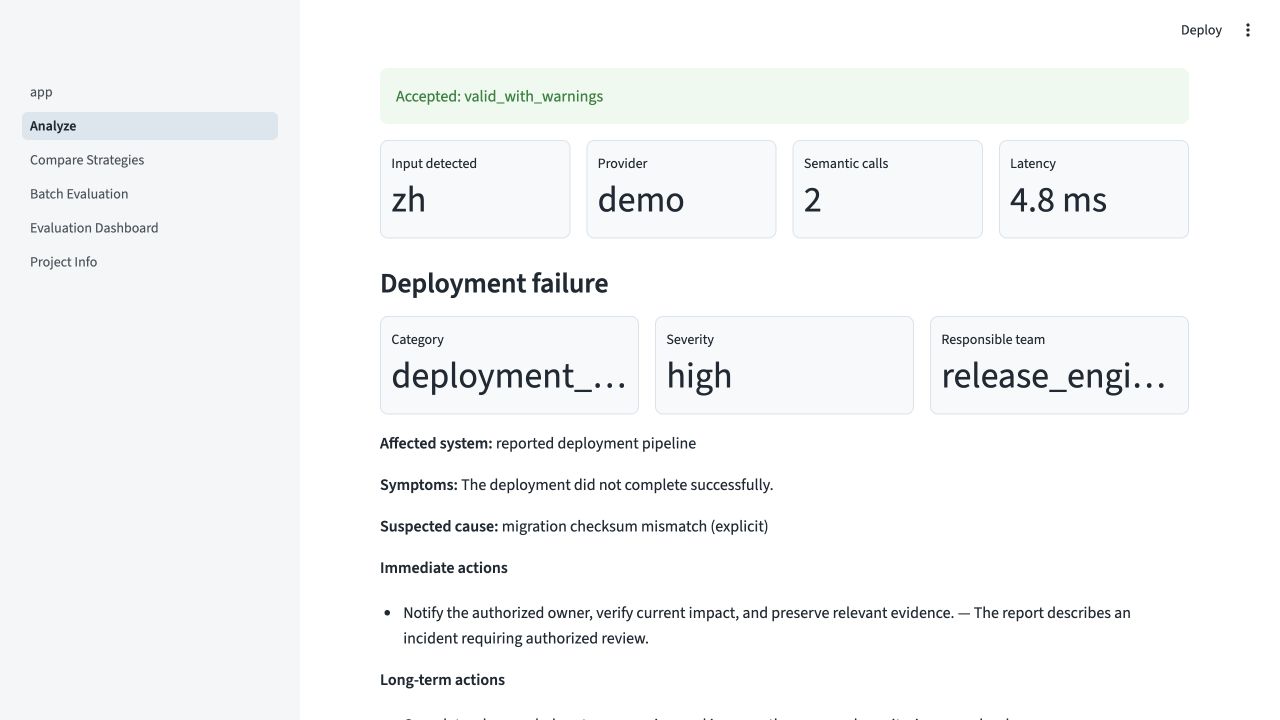 Deploy
app
Analyze
Compare Strategies
Batch Evaluation
Evaluation Dashboard
Project Info
Accepted: valid_with_warnings
Input detected
zh
Provider
demo
Semantic calls
2
Latency
4.8 ms
Deployment failure
Category
deployment_…
Severity
high
Responsible team
release_engi…
Affected system: reported deployment pipeline
Symptoms: The deployment did not complete successfully.
Suspected cause: migration checksum mismatch (explicit)
Immediate actions
Notify the authorized owner, verify current impact, and preserve relevant evidence. — The report describes an
incident requiring authorized review.
Long-term actions